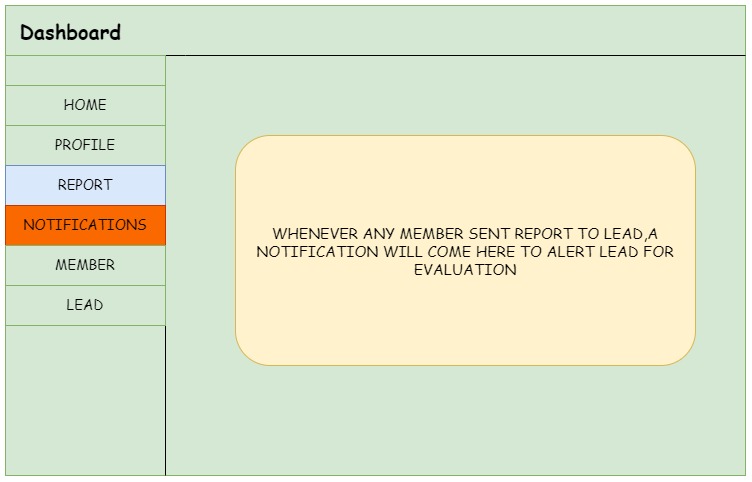 Dashboard
HOME
PROFILE
REPORT
NOTIFICATIONS
MEMBER
LEAD
WHENEVER ANY MEMBER SENT REPORT TO LEAD,A
NOTIFICATION WILL COME HERE TO ALERT LEAD FOR
EVALUATION